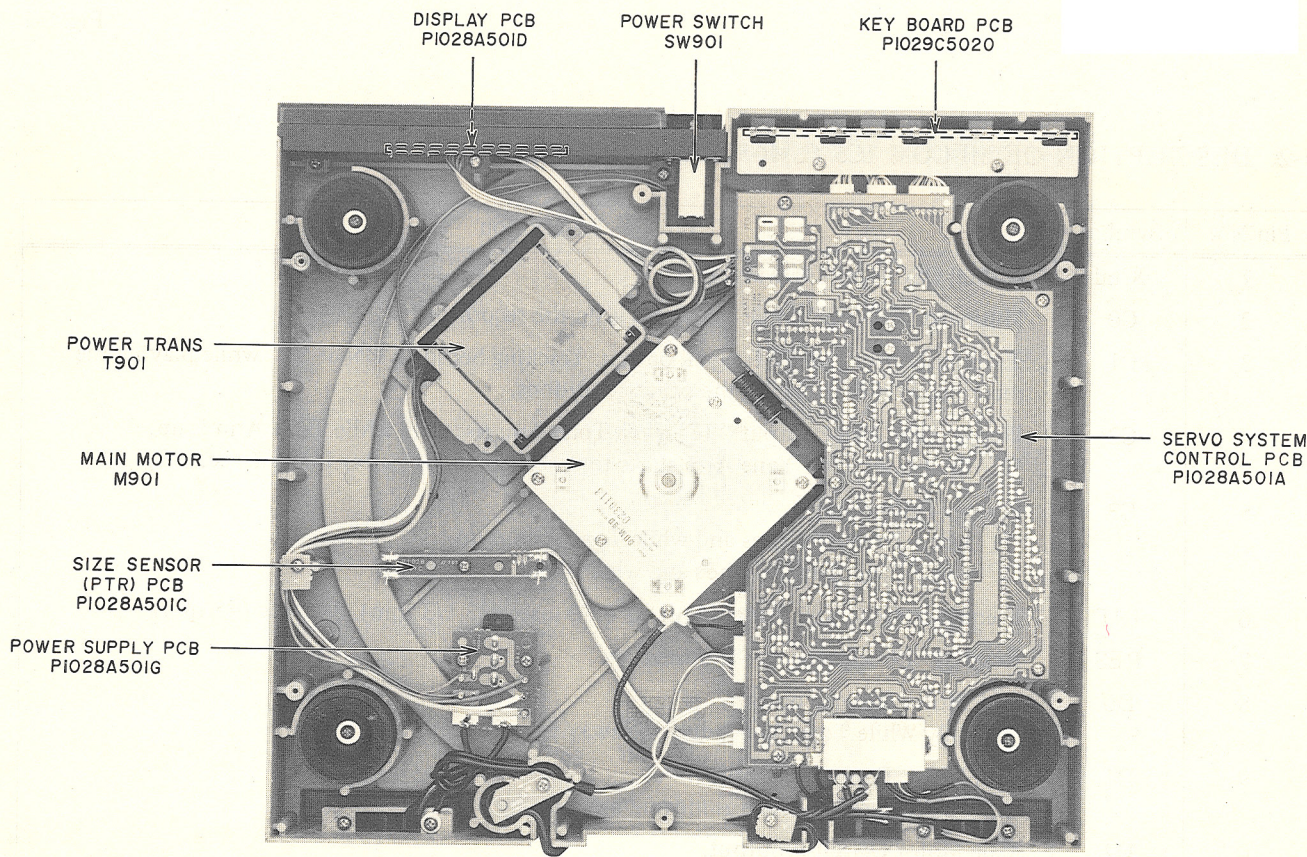 DISPLAY PCB
P1028A501D
POWER SWITCH
SW901
KEY BOARD PCB
P1029C5020
POWER TRANS
T901
MAIN MOTOR
M901
SIZE SENSOR
(PTR) PCB
P1028A501C
POWER SUPPLY PCB
P1028A501G
SERVO SYSTEM
CONTROL PCB
P1028A501A